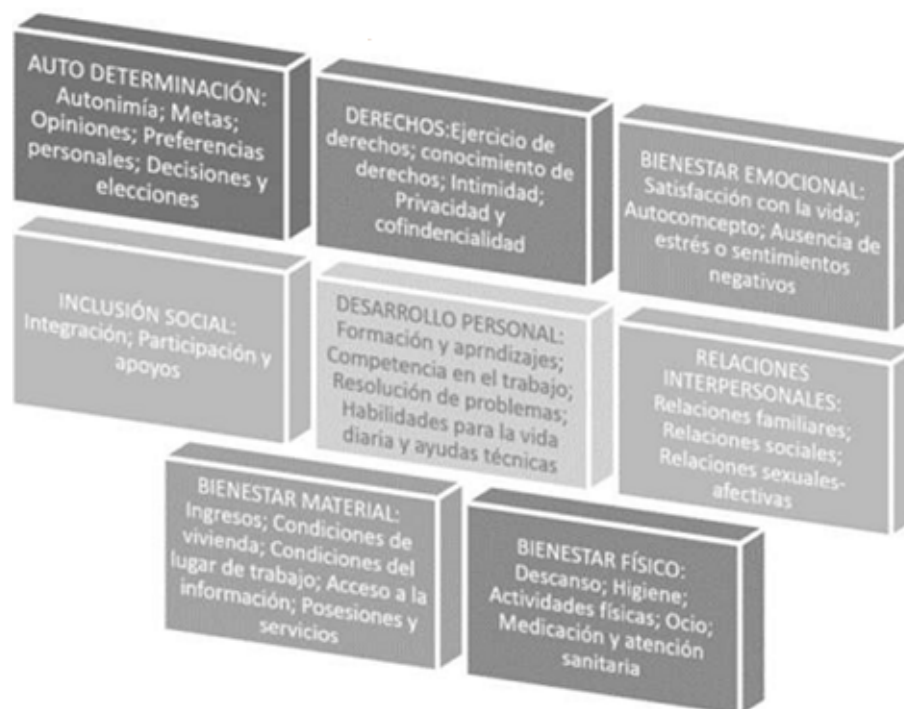 AUTO DETERMINACIÓN:
Autonimía; Metas;
Opiniones; Preferencias
personales; Decisiones y
elecciones
DERECHOS:Ejercicio de
derechos; conocimiento de
derechos; Intimidad;
Privacidad y
cofindencialidad
BIENESTAR EMOCIONAL:
Satisfacción con la vida;
Autocomcepto; Ausencia de
estrés o sentimientos
negativos
INCLUSIÓN SOCIAL:
Integración; Participación y
apoyos
DESARROLLO PERSONAL:
Formación y aprndizajes;
Competencia en el trabajo;
Resolución de problemas;
Habilidades para la vida
diaria y ayudas técnicas
RELACIONES
INTERPERSONALES:
Relaciones familiares;
Relaciones sociales;
Relaciones sexuales-
afectivas
BIENESTAR MATERIAL:
Ingresos; Condiciones de
vivienda; Condiciones del
lugar de trabajo; Acceso a la
información; Posesiones y
servicios
BIENESTAR FÍSICO:
Descanso; Higiene;
Actividades físicas; Ocio;
Medicación y atención
sanitaria